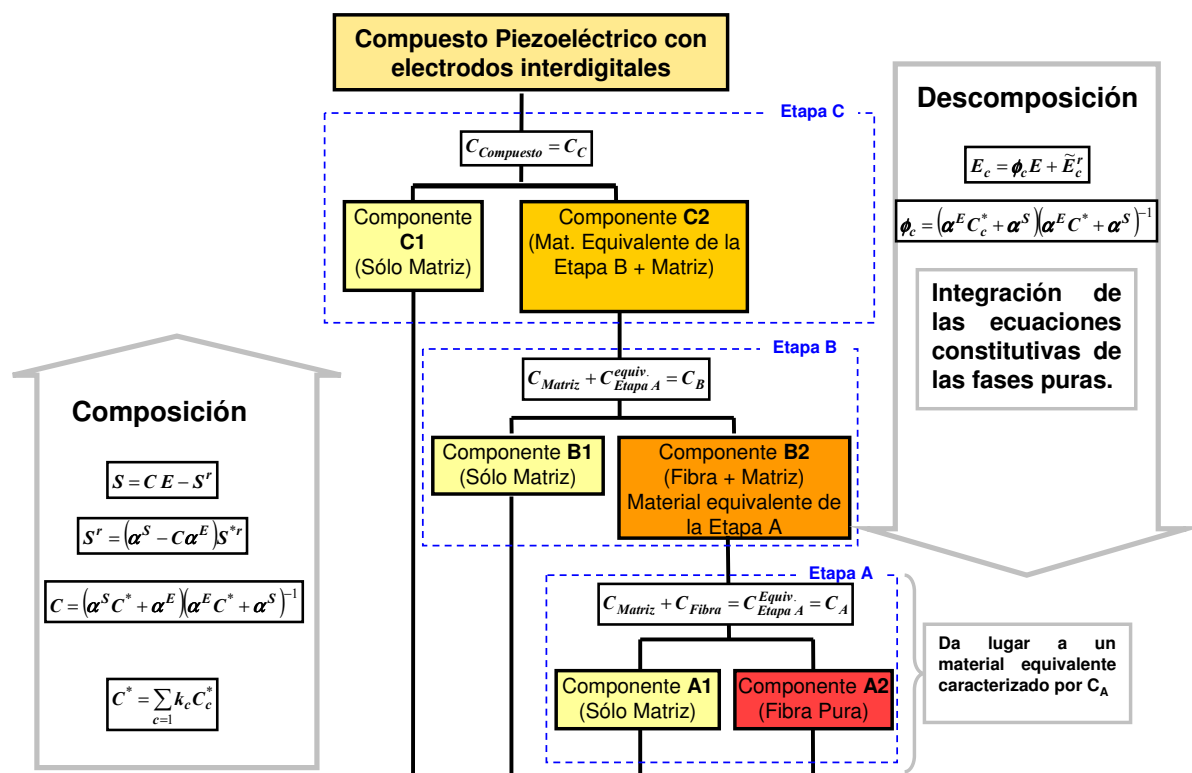 Compuesto Piezoeléctrico con
electrodos interdigitales
Etapa C
C_Compuesto = C_C
Componente
C1
(Sólo Matriz)
Componente C2
(Mat. Equivalente de la
Etapa B + Matriz)
Etapa B
C_Matriz + C_Etapa A^equiv. = C_B
Componente B1
(Sólo Matriz)
Componente B2
(Fibra + Matriz)
Material equivalente de
la Etapa A
Etapa A
C_Matriz + C_Fibra = C_Etapa A^Equiv. = C_A
Componente A1
(Sólo Matriz)
Componente A2
(Fibra Pura)
Composición
S = C E − S^r
S^r = (α^S − Cα^E)S^*r
C = (α^S C^* + α^E)(α^E C^* + α^S)^−1
C^* = ∑_c=1 k_c C_c^*
Descomposición
E_c = ϕ_c E + Ẽ_c^r
ϕ_c = (α^E C_c^* + α^S)(α^E C^* + α^S)^−1
Integración de
las ecuaciones
constitutivas de
las fases puras.
Da lugar a un
material equivalente
caracterizado por C_A